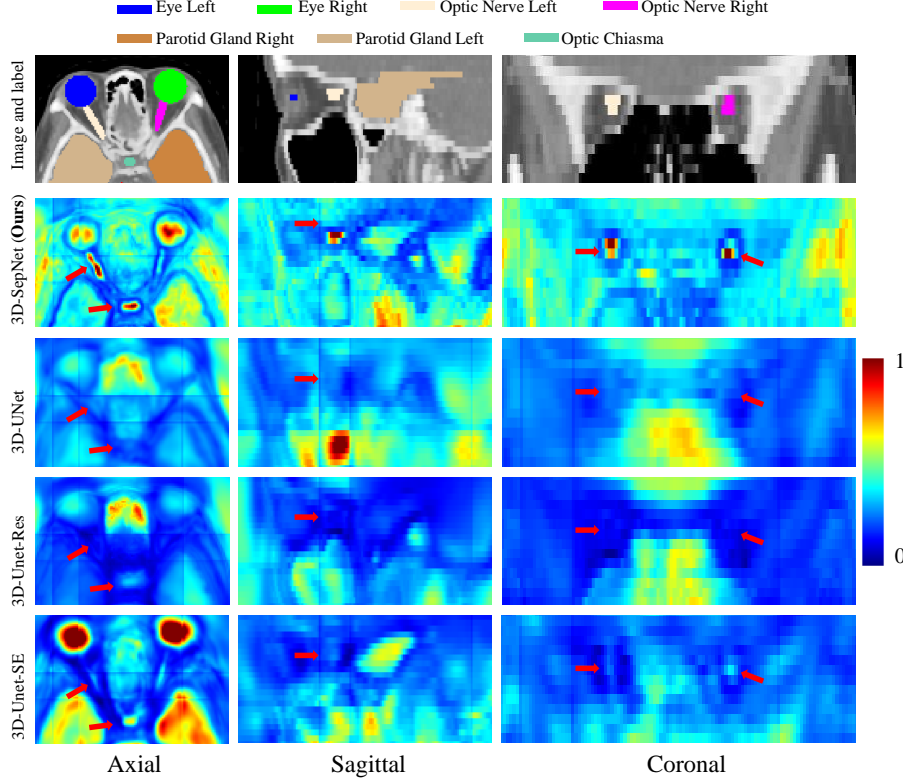 Eye Left Eye Right Optic Nerve Left Optic Nerve Right
Parotid Gland Right Parotid Gland Left Optic Chiasma
Image and label
3D-SepNet (Ours)
3D-UNet
3D-Unet-Res
3D-Unet-SE
1
0
Axial Sagittal Coronal